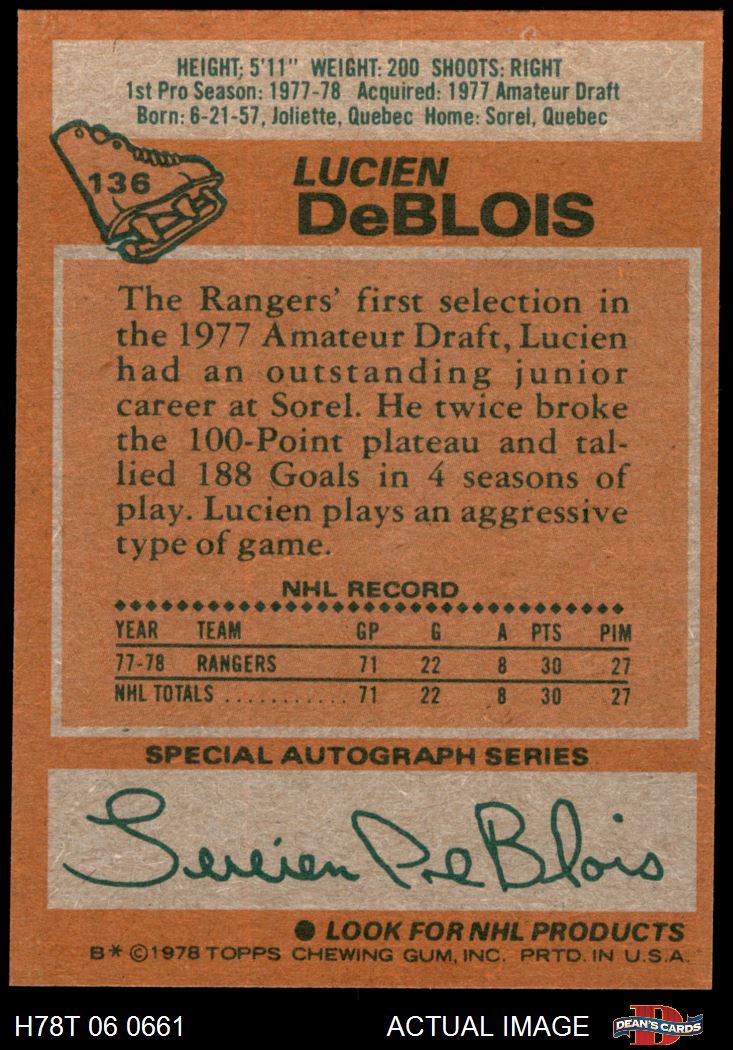 HEIGHT: 5'11" WEIGHT: 200 SHOOTS: RIGHT
1st Pro Season: 1977-78 Acquired: 1977 Amateur Draft
Born: 6-21-57, Joliette, Quebec Home: Sorel, Quebec
136
LUCIEN
DeBLOIS
The Rangers' first selection in
the 1977 Amateur Draft, Lucien
had an outstanding junior
career at Sorel. He twice broke
the 100-Point plateau and tal-
lied 188 Goals in 4 seasons of
play. Lucien plays an aggressive
type of game.
NHL RECORD
YEAR TEAM GP G A PTS PIM
77-78 RANGERS 71 22 8 30 27
NHL TOTALS ............ 71 22 8 30 27
SPECIAL AUTOGRAPH SERIES
Lucien DeBlois
● LOOK FOR NHL PRODUCTS
B* ©1978 TOPPS CHEWING GUM, INC. PRTD. IN U.S.A.
H78T 06 0661 ACTUAL IMAGE DEAN'S CARDS